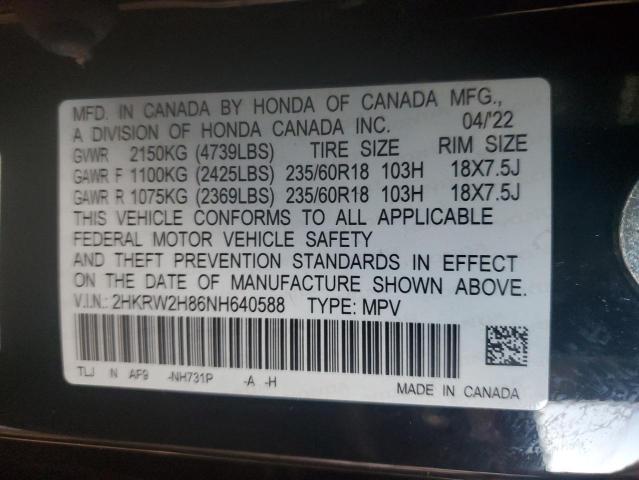 MFD. IN CANADA BY HONDA OF CANADA MFG.,
A DIVISION OF HONDA CANADA INC. 04/'22
GVWR 2150KG (4739LBS) TIRE SIZE RIM SIZE
GAWR F 1100KG (2425LBS) 235/60R18 103H 18X7.5J
GAWR R 1075KG (2369LBS) 235/60R18 103H 18X7.5J
THIS VEHICLE CONFORMS TO ALL APPLICABLE
FEDERAL MOTOR VEHICLE SAFETY
AND THEFT PREVENTION STANDARDS IN EFFECT
ON THE DATE OF MANUFACTURE SHOWN ABOVE.
V.I.N.: 2HKRW2H86NH640588 TYPE: MPV
TLJ N AF9 -NH731P -A -H
MADE IN CANADA